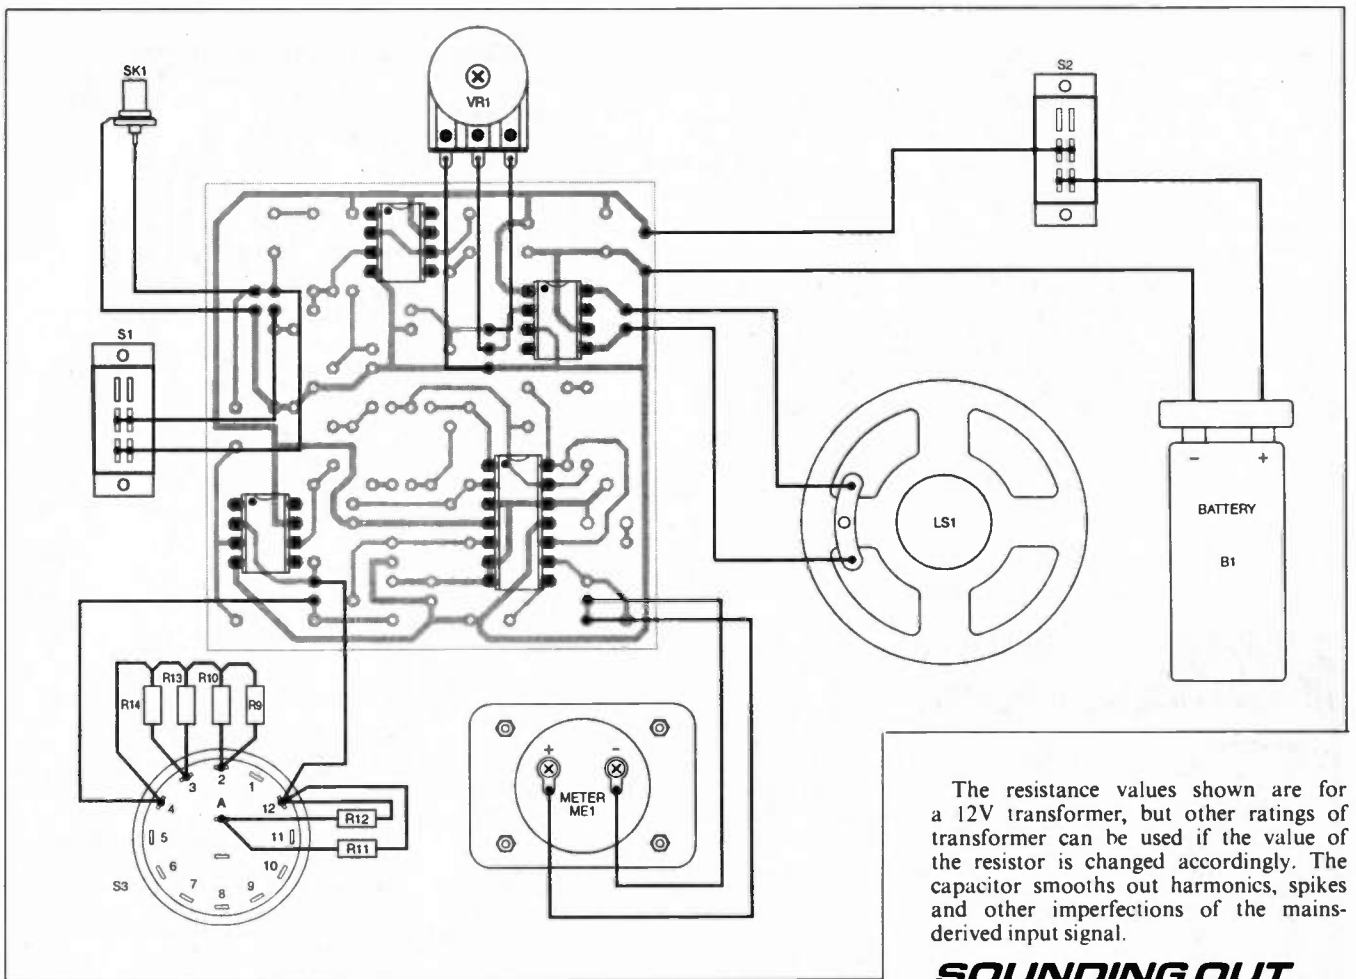 SK1
VR1
S2
S1
LS1
- +
BATTERY
B1
R14 R13 R10 R9
3 2 1
4 A 12
5 11
6 10
7 8 9
S3
R12
R11
+ -
METER
ME1
The resistance values shown are for
a 12V transformer, but other ratings of
transformer can be used if the value of
the resistor is changed accordingly. The
capacitor smooths out harmonics, spikes
and other imperfections of the mains-
derived input signal.
SOUNDING OUT